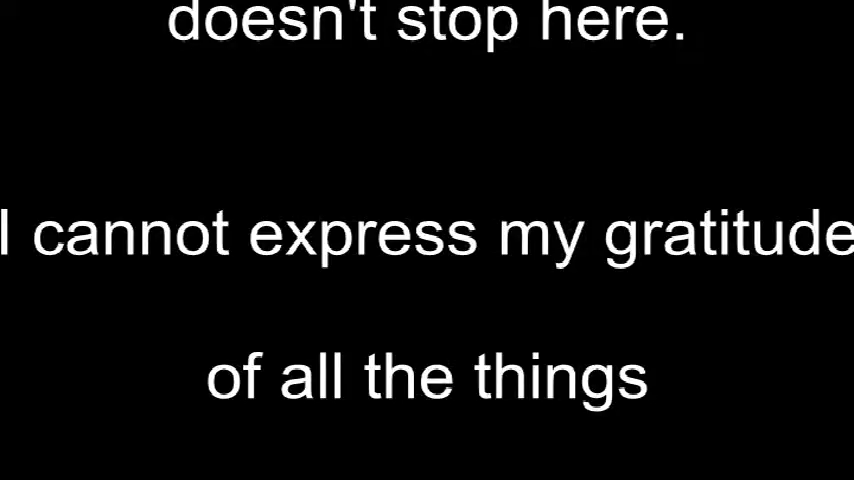 doesn't stop here.
I cannot express my gratitude
of all the things